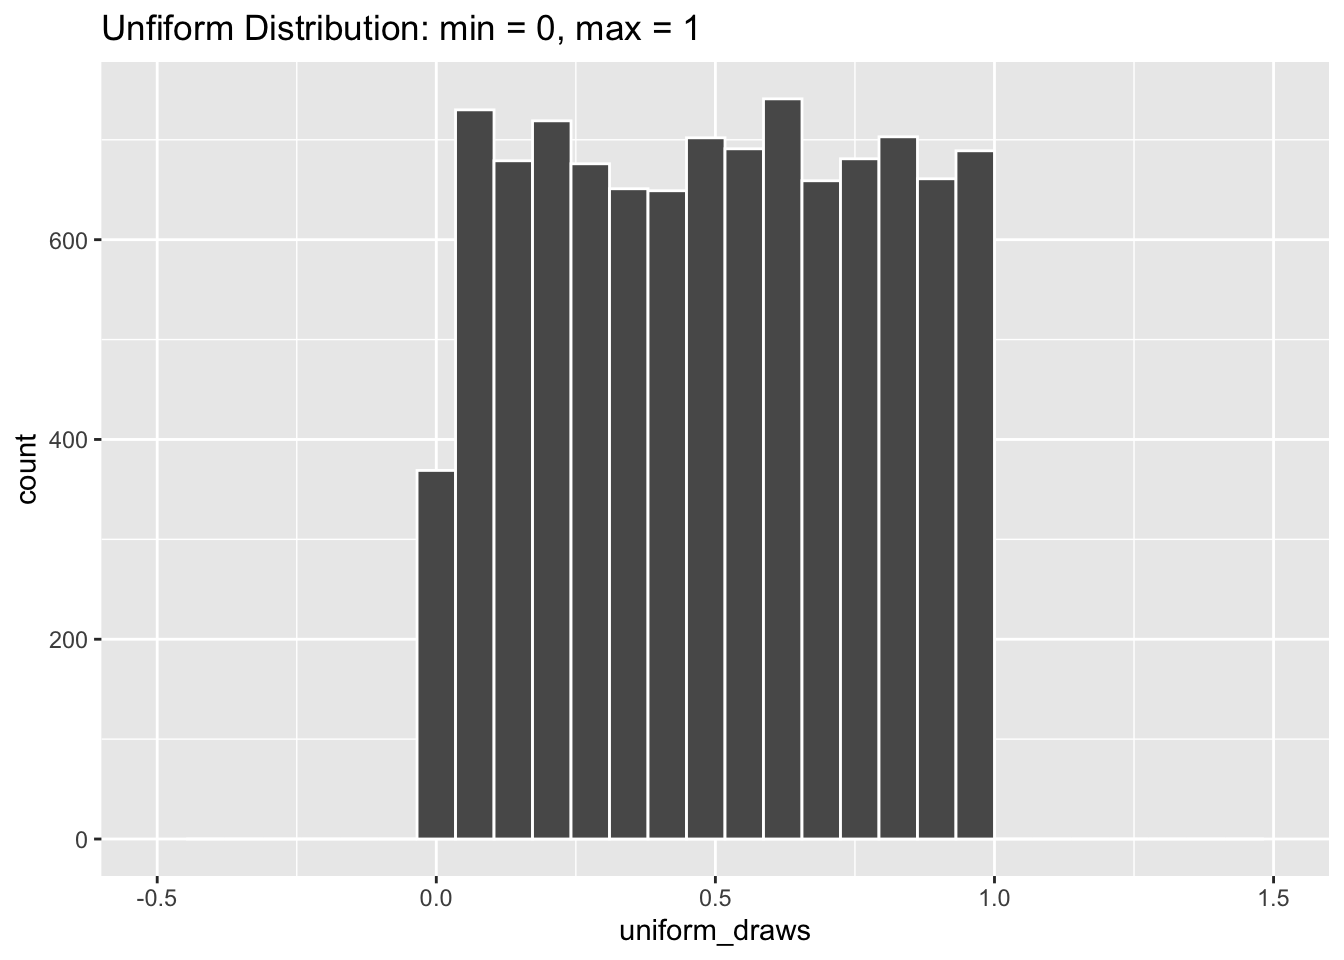 Unfiform Distribution: min = 0, max = 1
600
400
200
0
count
-0.5 0.0 0.5 1.0 1.5
uniform_draws